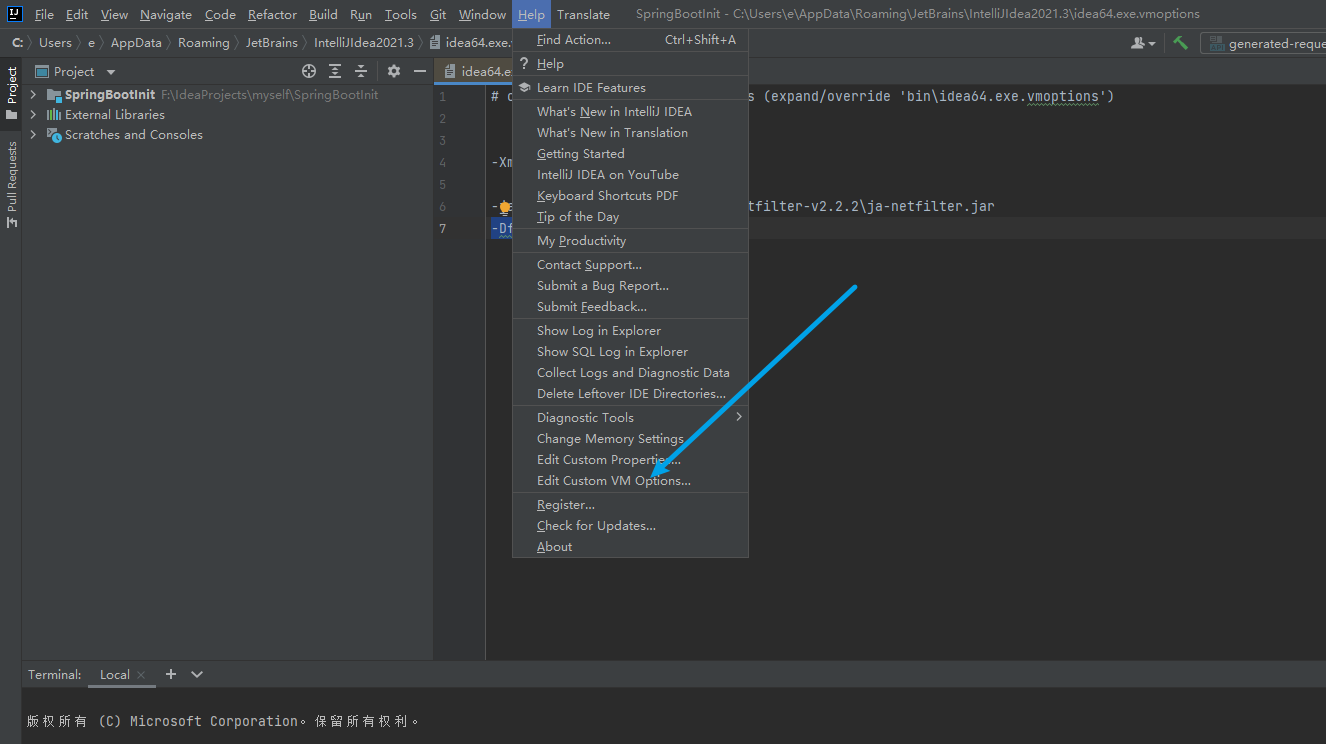 File Edit View Navigate Code Refactor Build Run Tools Git Window Help Translate SpringBootInit - C:\Users\e\AppData\Roaming\JetBrains\IntelliJIdea2021.3\idea64.exe.vmoptions
C: Users e AppData Roaming JetBrains IntelliJIdea2021.3 idea64.exe. generated-reque
Project
Pull Requests
Project
SpringBootInit F:\IdeaProjects\myself\SpringBootInit
External Libraries
Scratches and Consoles
idea64.ex
1 # s (expand/override 'bin\idea64.exe.vmoptions')
2
3
4 -Xm
5
6 - tfilter-v2.2.2\ja-netfilter.jar
7 -Df
Find Action... Ctrl+Shift+A
? Help
Learn IDE Features
What's New in IntelliJ IDEA
What's New in Translation
Getting Started
IntelliJ IDEA on YouTube
Keyboard Shortcuts PDF
Tip of the Day
My Productivity
Contact Support...
Submit a Bug Report...
Submit Feedback...
Show Log in Explorer
Show SQL Log in Explorer
Collect Logs and Diagnostic Data
Delete Leftover IDE Directories...
Diagnostic Tools
Change Memory Settings
Edit Custom Properties...
Edit Custom VM Options...
Register...
Check for Updates...
About
Terminal: Local
版权所有 (C) Microsoft Corporation。保留所有权利。